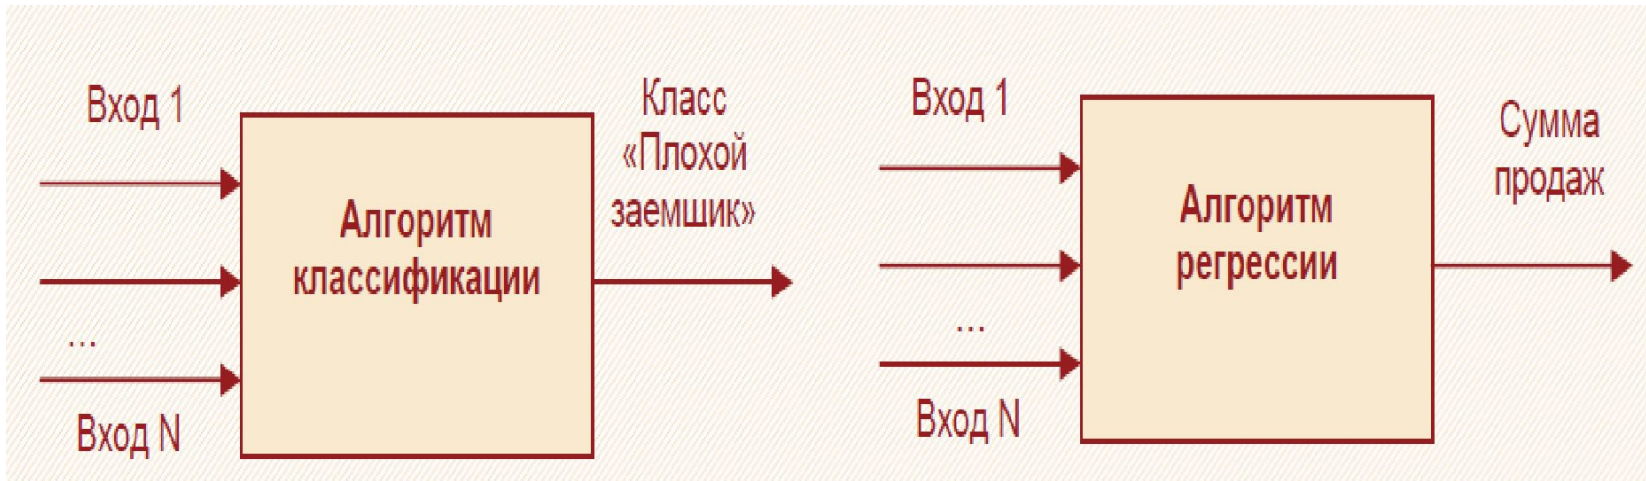 Вход 1
Алгоритм
классификации
...
Вход N
Класс
«Плохой
заемшик»
Вход 1
Алгоритм
регрессии
...
Вход N
Сумма
продаж